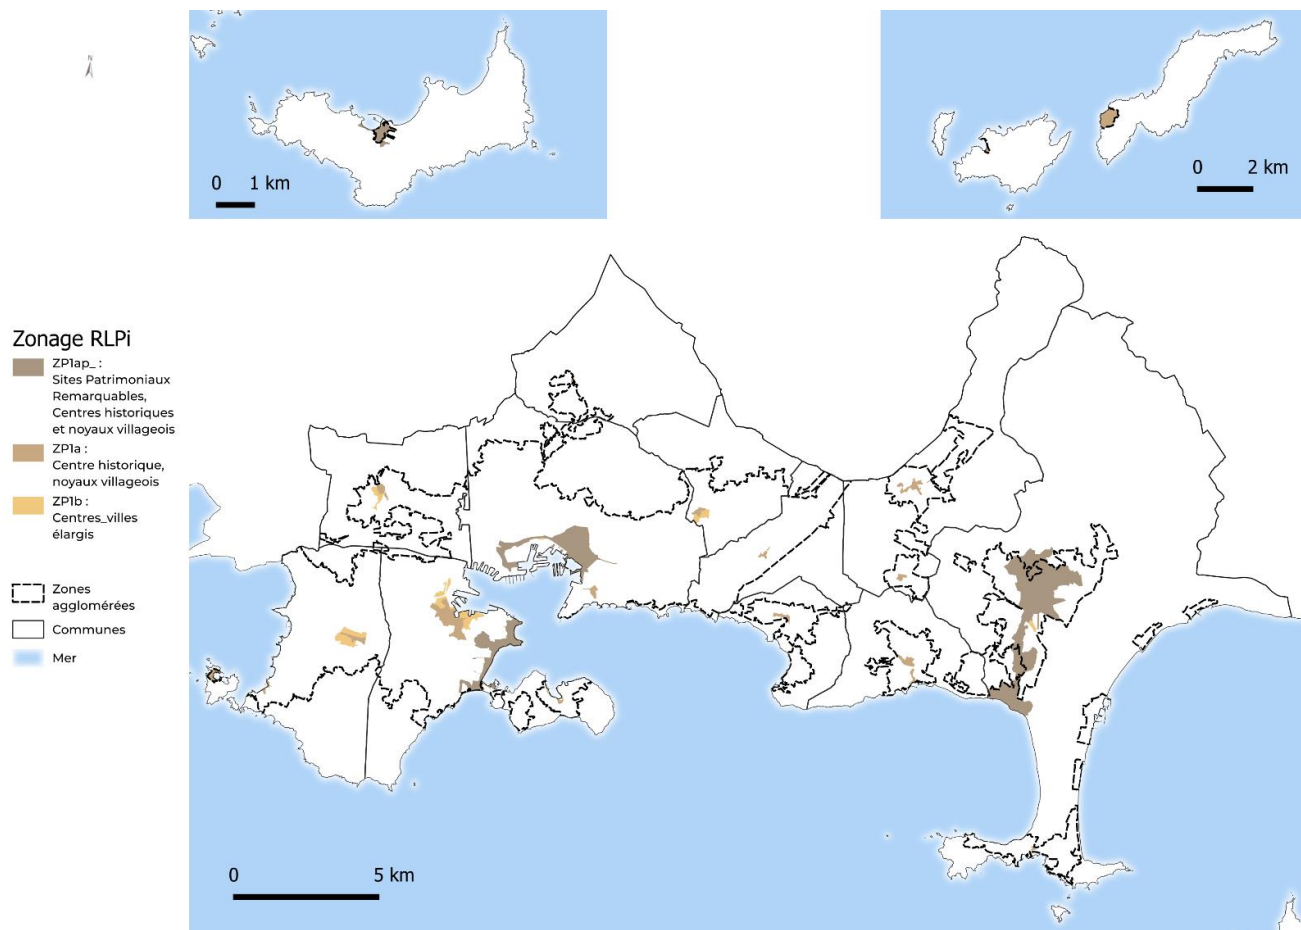 N
0 1 km
0 2 km
Zonage RLPi
ZP1ap_ :
Sites Patrimoniaux
Remarquables,
Centres historiques
et noyaux villageois
ZP1a :
Centre historique,
noyaux villageois
ZP1b :
Centres_villes
élargis
Zones
agglomérées
Communes
Mer
0 5 km